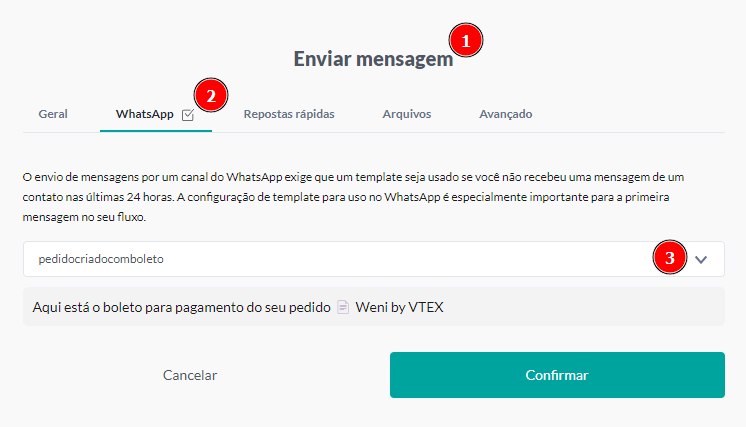 1
Enviar mensagem
2
Geral WhatsApp Repostas rápidas Arquivos Avançado
O envio de mensagens por um canal do WhatsApp exige que um template seja usado se você não recebeu uma mensagem de um
contato nas últimas 24 horas. A configuração de template para uso no WhatsApp é especialmente importante para a primeira
mensagem no seu fluxo.
pedidocriadocomboleto 3
Aqui está o boleto para pagamento do seu pedido Weni by VTEX
Cancelar Confirmar